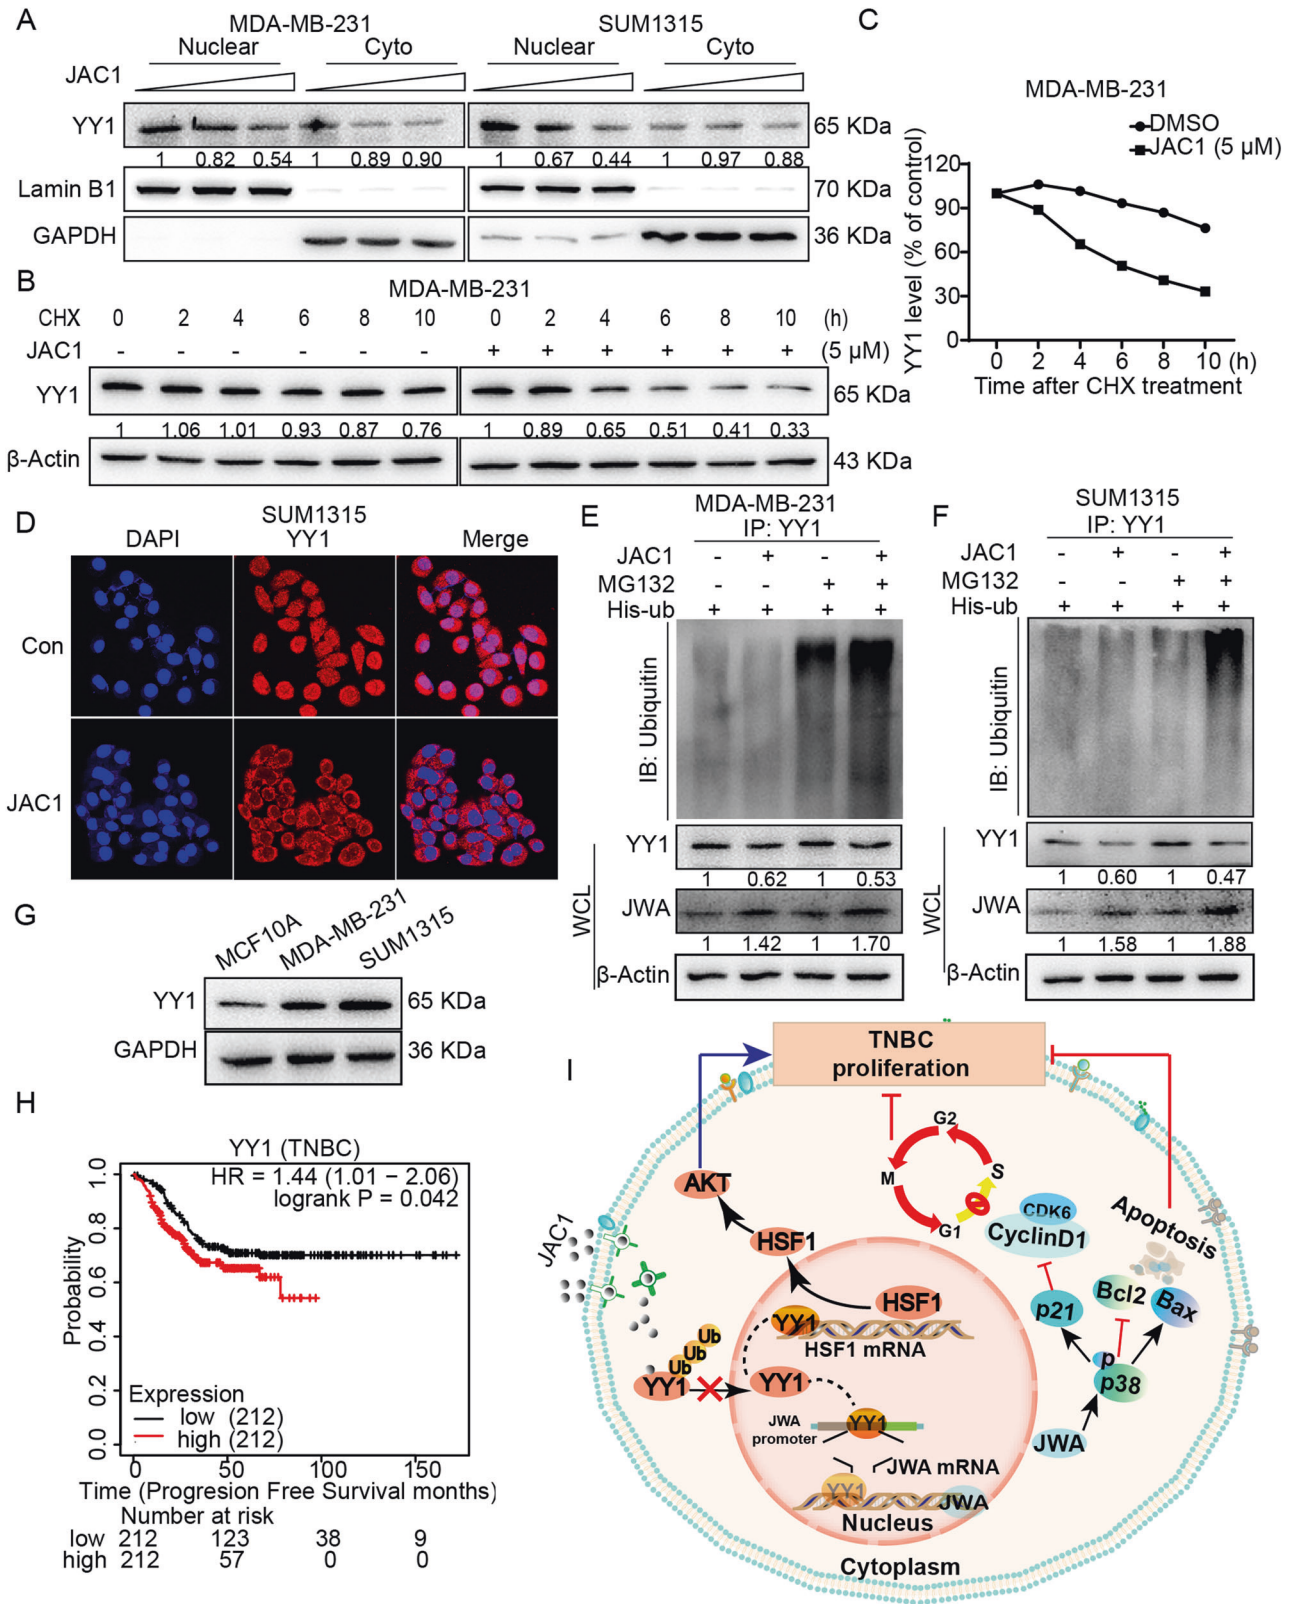 A
MDA-MB-231
SUM1315
Nuclear Cyto Nuclear Cyto
JAC1
YY1 65 KDa
1 0.82 0.54 1 0.89 0.90 1 0.67 0.44 1 0.97 0.88
Lamin B1 70 KDa
GAPDH 36 KDa
B
MDA-MB-231
CHX 0 2 4 6 8 10 0 2 4 6 8 10 (h)
JAC1 - - - - - - + + + + + + (5 μM)
YY1 65 KDa
1 1.06 1.01 0.93 0.87 0.76 1 0.89 0.65 0.51 0.41 0.33
β-Actin 43 KDa
C
MDA-MB-231
DMSO
JAC1 (5 μM)
YY1 level (% of control)
120
90
60
30
0
0 2 4 6 8 10 (h)
Time after CHX treatment
D
SUM1315
DAPI YY1 Merge
Con
JAC1
E
MDA-MB-231
IP: YY1
JAC1 - + - +
MG132 - - + +
His-ub + + + +
IB: Ubiquitin
WCL
YY1
1 0.62 1 0.53
JWA
1 1.42 1 1.70
β-Actin
F
SUM1315
IP: YY1
JAC1 - + - +
MG132 - - + +
His-ub + + + +
IB: Ubiquitin
WCL
YY1
1 0.60 1 0.47
JWA
1 1.58 1 1.88
β-Actin
G
MCF10A
MDA-MB-231
SUM1315
YY1 65 KDa
GAPDH 36 KDa
H
YY1 (TNBC)
HR = 1.44 (1.01 − 2.06)
logrank P = 0.042
Probability
1.0
0.8
0.6
0.4
0.2
0.0
Expression
low (212)
high (212)
0 50 100 150
Time (Progresion Free Survival months)
Number at risk
low 212 123 38 9
high 212 57 0 0
I
TNBC
proliferation
G2
M
S
G1
AKT
HSF1
CDK6
CyclinD1
Apoptosis
JAC1
HSF1
YY1
HSF1 mRNA
p21
Bcl2
Bax
Ub
Ub
Ub
YY1
YY1
p
p38
JWA
promoter
YY1
JWA
JWA mRNA
YY1
JWA
Nucleus
Cytoplasm